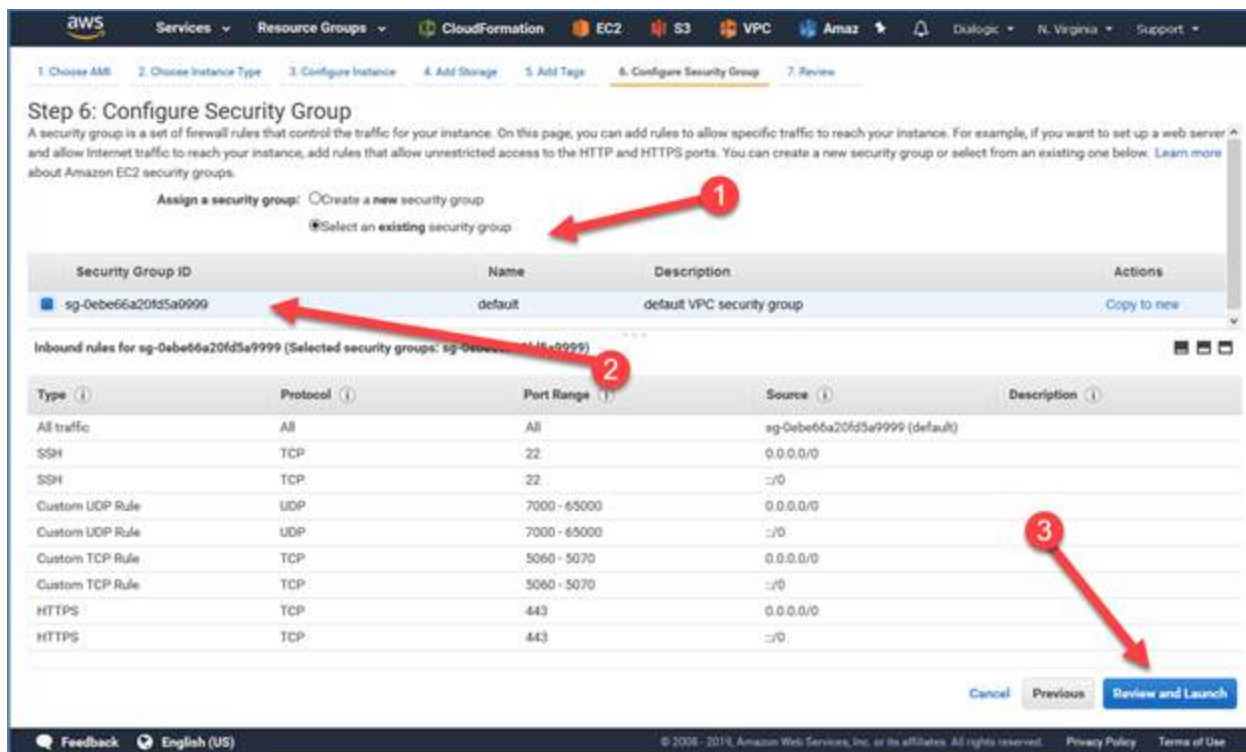 aws Services Resource Groups CloudFormation EC2 S3 VPC Amaz Dialogic N. Virginia Support
1. Choose AMI 2. Choose Instance Type 3. Configure Instance 4. Add Storage 5. Add Tags 6. Configure Security Group 7. Review
Step 6: Configure Security Group
A security group is a set of firewall rules that control the traffic for your instance. On this page, you can add rules to allow specific traffic to reach your instance. For example, if you want to set up a web server
and allow Internet traffic to reach your instance, add rules that allow unrestricted access to the HTTP and HTTPS ports. You can create a new security group or select from an existing one below. Learn more
about Amazon EC2 security groups.
Assign a security group: Create a new security group
1
Select an existing security group
Security Group ID Name Description Actions
sg-0ebe66a20fd5a9999 default default VPC security group Copy to new
Inbound rules for sg-0ebe66a20fd5a9999 (Selected security groups: sg-0ebe66a20fd5a9999)
2
Type Protocol Port Range Source Description
All traffic All All sg-0ebe66a20fd5a9999 (default)
SSH TCP 22 0.0.0.0/0
SSH TCP 22 ::/0
Custom UDP Rule UDP 7000 - 65000 0.0.0.0/0
Custom UDP Rule UDP 7000 - 65000 ::/0
3
Custom TCP Rule TCP 5060 - 5070 0.0.0.0/0
Custom TCP Rule TCP 5060 - 5070 ::/0
HTTPS TCP 443 0.0.0.0/0
HTTPS TCP 443 ::/0
Cancel Previous Review and Launch
Feedback English (US) © 2008 - 2019, Amazon Web Services, Inc. or its affiliates. All rights reserved. Privacy Policy Terms of Use